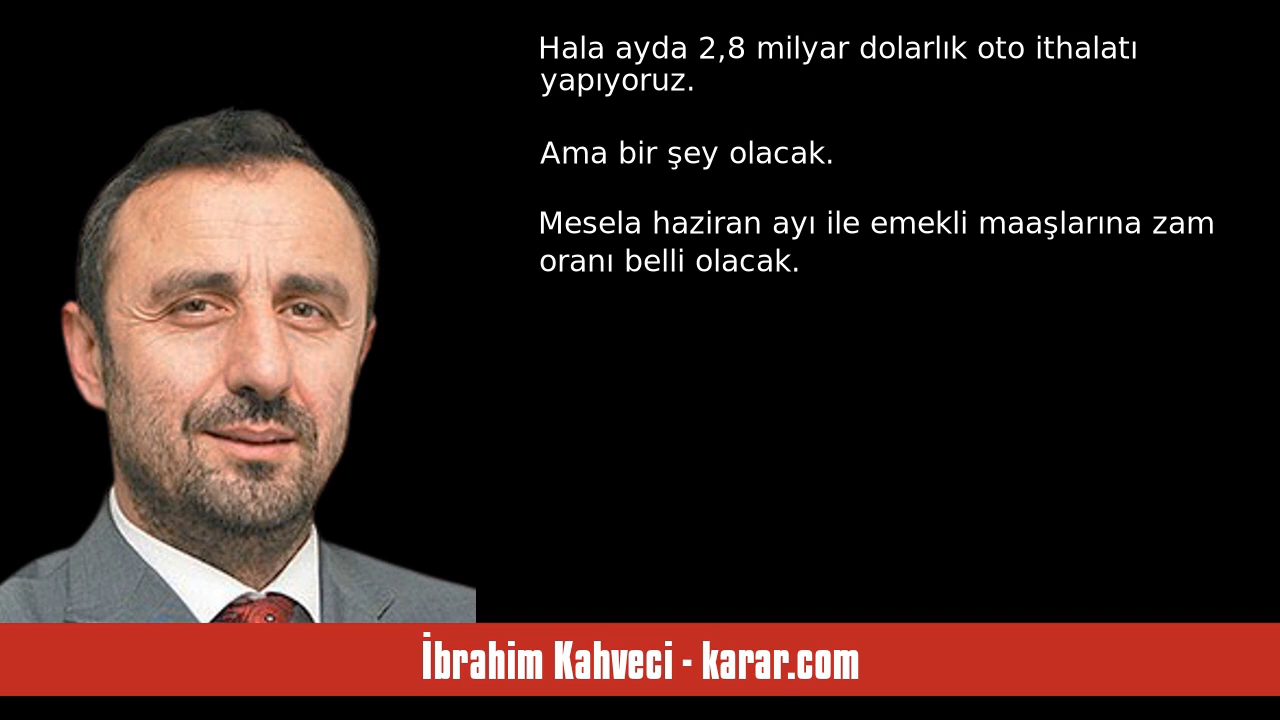 Hala ayda 2,8 milyar dolarlık oto ithalatı
yapıyoruz.
Ama bir şey olacak.
Mesela haziran ayı ile emekli maaşlarına zam
oranı belli olacak.
İbrahim Kahveci - karar.com